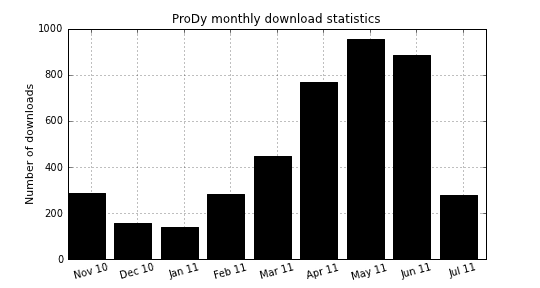 ProDy monthly download statistics
Number of downloads
1000
800
600
400
200
0
Nov 10 Dec 10 Jan 11 Feb 11 Mar 11 Apr 11 May 11 Jun 11 Jul 11